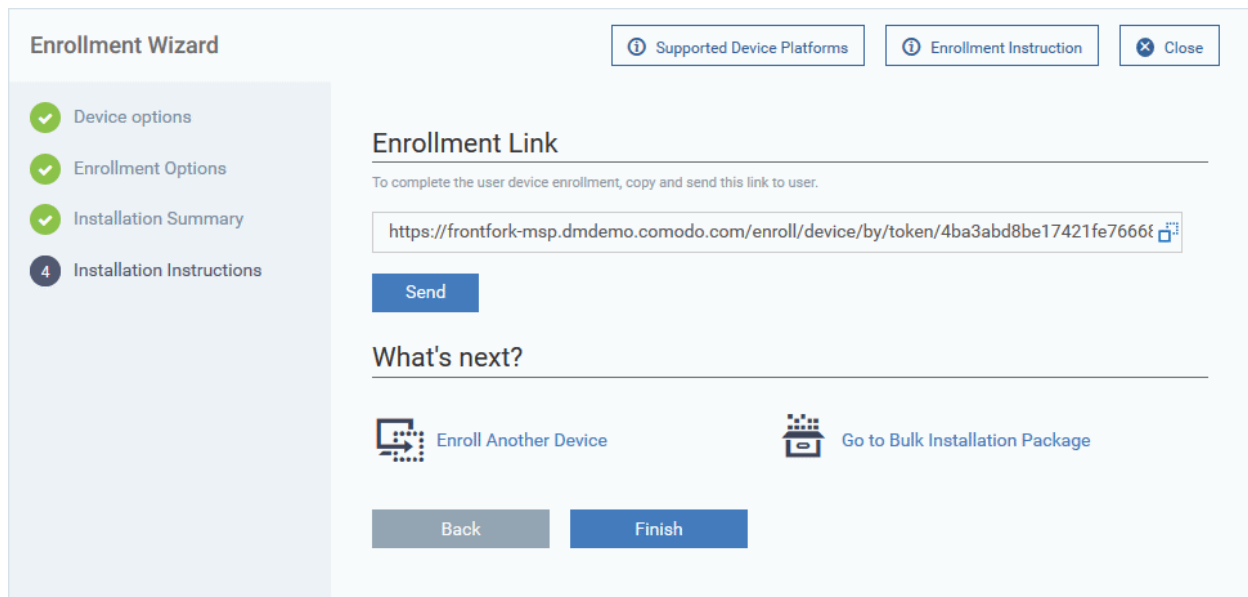 Enrollment Wizard
Supported Device Platforms
Enrollment Instruction
Close
Device options
Enrollment Options
Installation Summary
4 Installation Instructions
Enrollment Link
To complete the user device enrollment, copy and send this link to user.
https://frontfork-msp.dmdemo.comodo.com/enroll/device/by/token/4ba3abd8be17421fe76668
Send
What's next?
Enroll Another Device
Go to Bulk Installation Package
Back
Finish